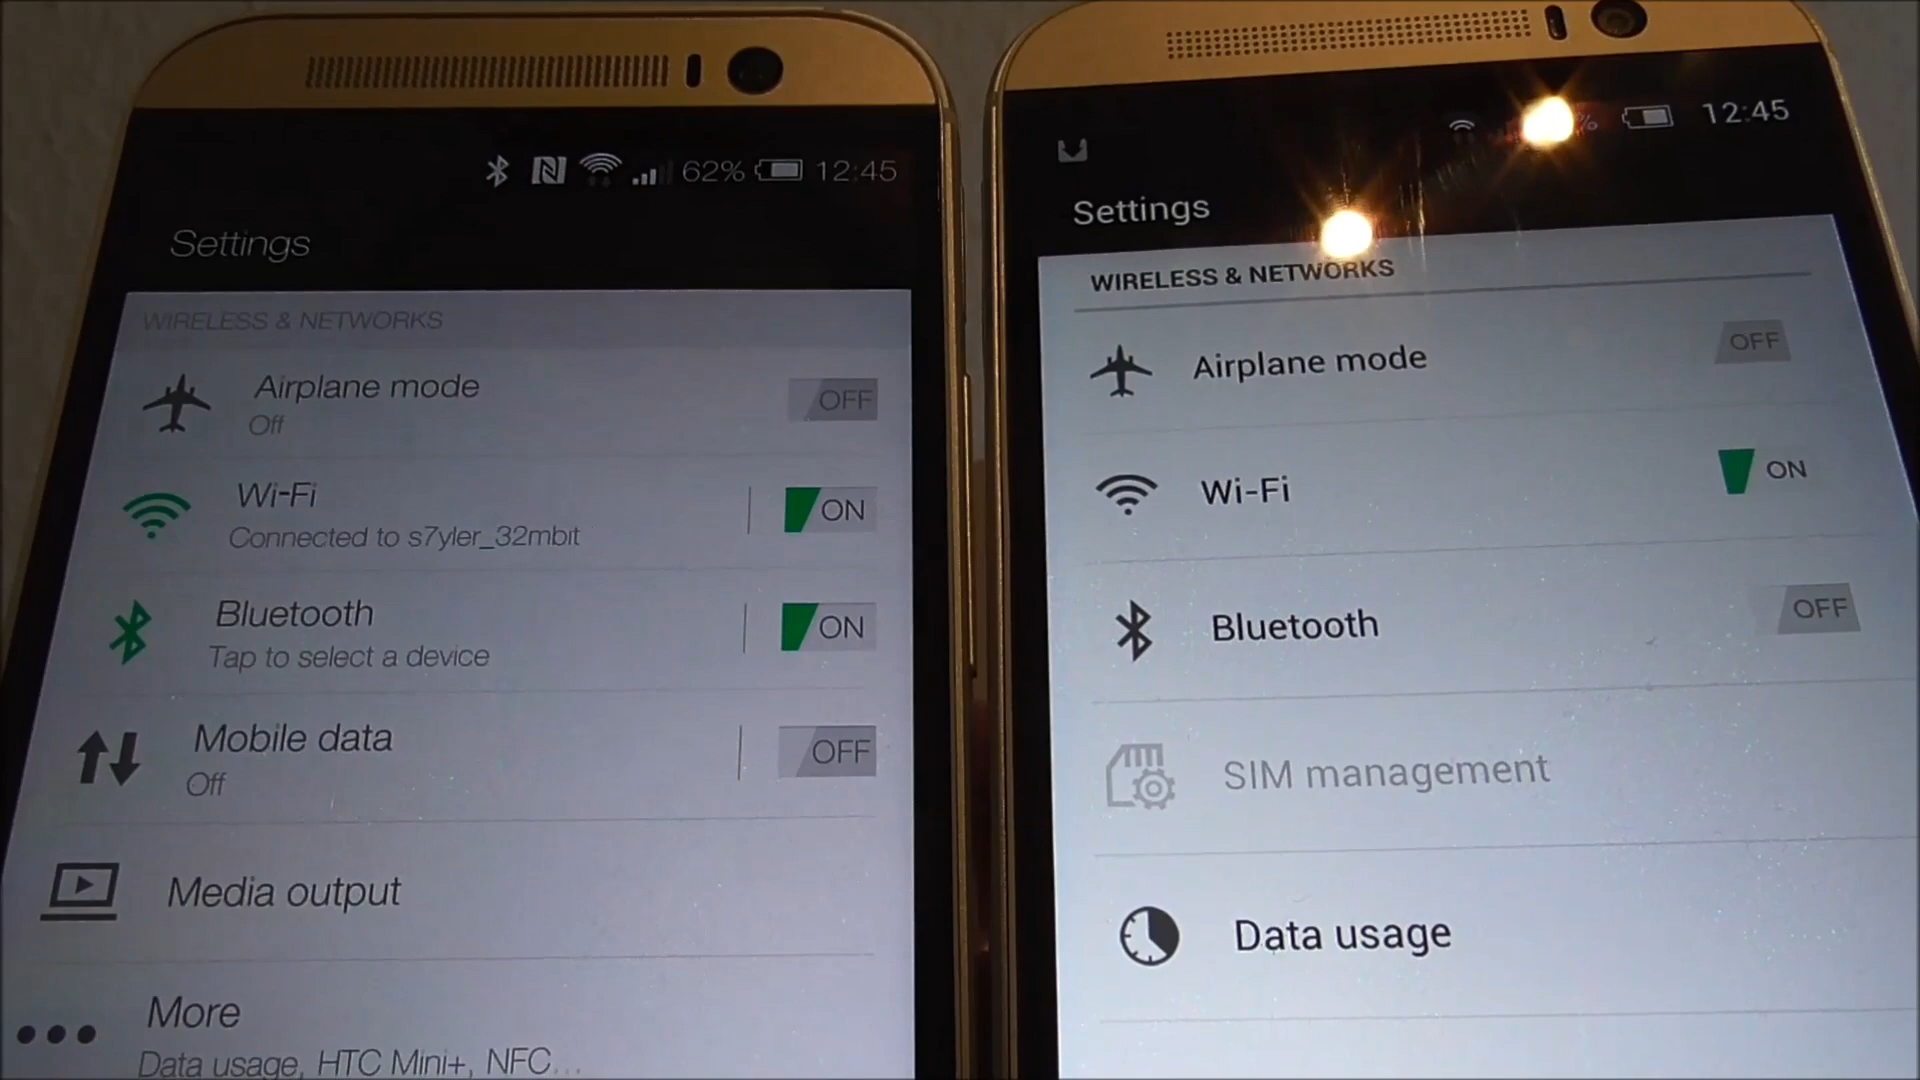 62% 12:45
Settings
WIRELESS & NETWORKS
Airplane mode
Off
OFF
Wi-Fi
Connected to s7yler_32mbit
ON
Bluetooth
Tap to select a device
ON
Mobile data
Off
OFF
Media output
More
Data usage, HTC Mini+, NFC...
% 12:45
Settings
WIRELESS & NETWORKS
Airplane mode
OFF
Wi-Fi
ON
Bluetooth
OFF
SIM management
Data usage